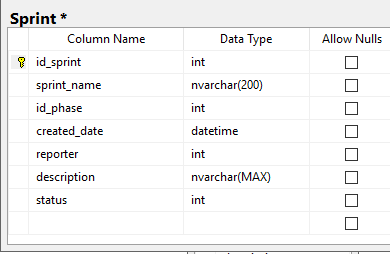 Sprint *
Column Name Data Type Allow Nulls
id_sprint int
sprint_name nvarchar(200)
id_phase int
created_date datetime
reporter int
description nvarchar(MAX)
status int